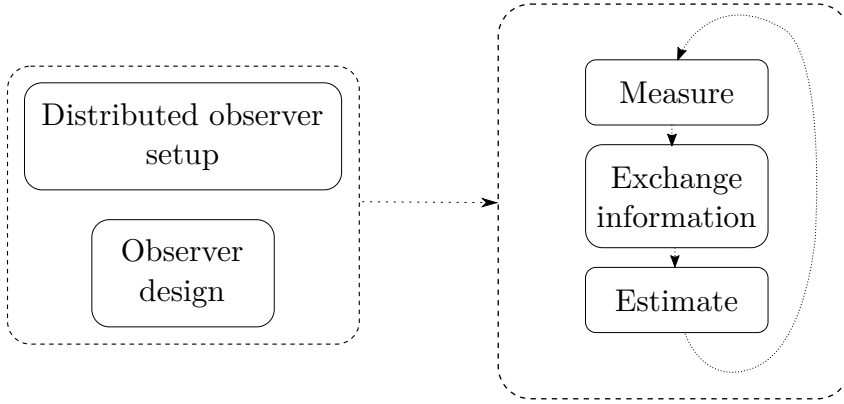 Distributed observer
setup
Observer
design
Measure
Exchange
information
Estimate